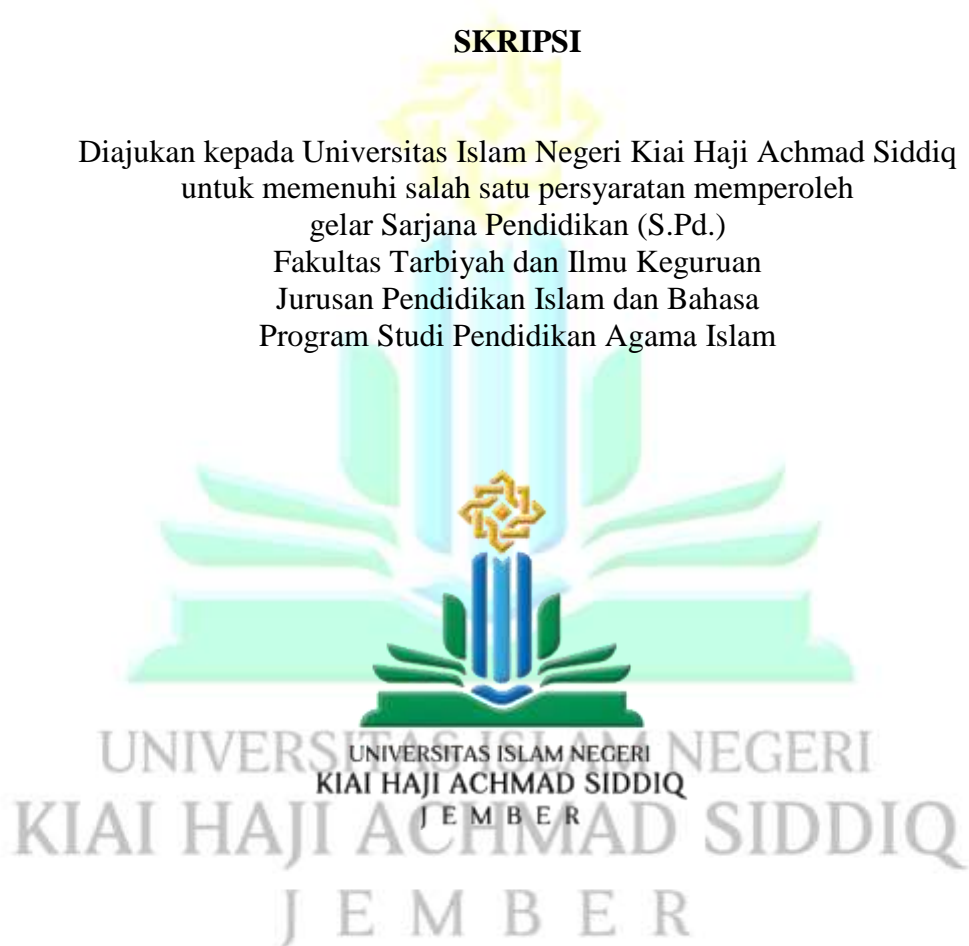 SKRIPSI
Diajukan kepada Universitas Islam Negeri Kiai Haji Achmad Siddiq
untuk memenuhi salah satu persyaratan memperoleh
gelar Sarjana Pendidikan (S.Pd.)
Fakultas Tarbiyah dan Ilmu Keguruan
Jurusan Pendidikan Islam dan Bahasa
Program Studi Pendidikan Agama Islam
UNIVERSITAS ISLAM NEGERI
KIAI HAJI ACHMAD SIDDIQ
JEMBER
UNIVERSITAS ISLAM NEGERI
KIAI HAJI ACHMAD SIDDIQ
JEMBER